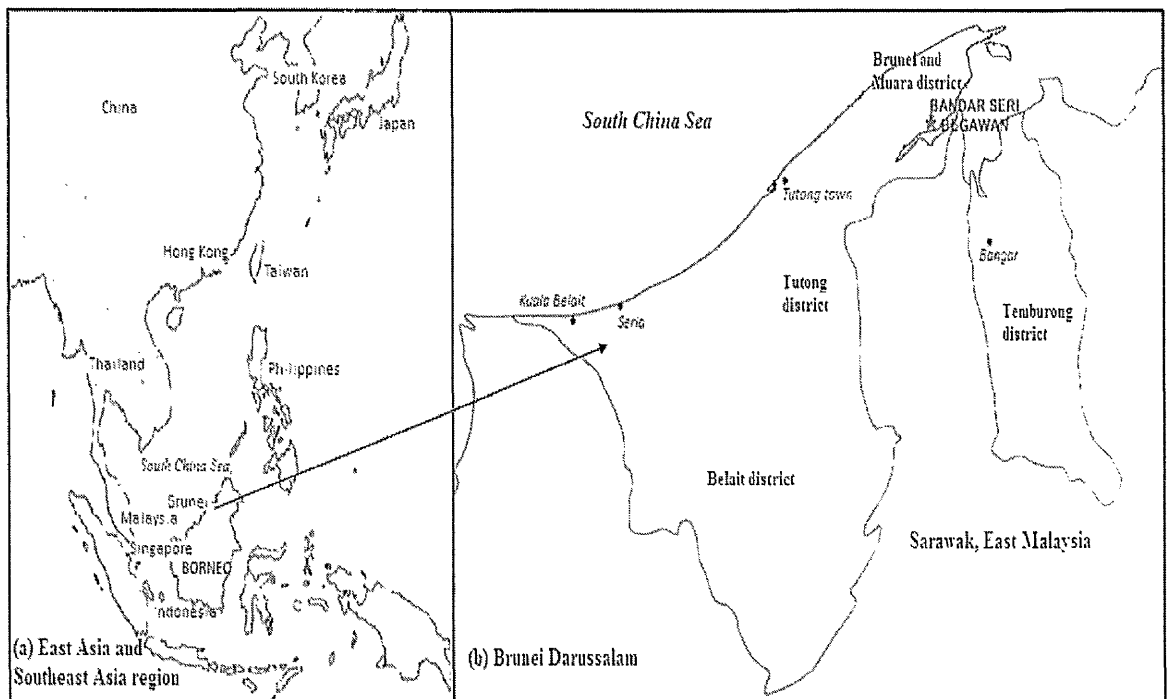 China
South Korea
Japan
Hong Kong
Taiwan
Thailand
Philippines
South China Sea
Brunei
Malaysia
Singapore
BORNEO
Indonesia
(a) East Asia and
Southeast Asia region
South China Sea
Brunei and
Muara district
BANDAR SERI
BEGAWAN
Tutong town
Bangar
Kuala Belait
Seria
Tutong
district
Temburong
district
Belait district
Sarawak, East Malaysia
(b) Brunei Darussalam